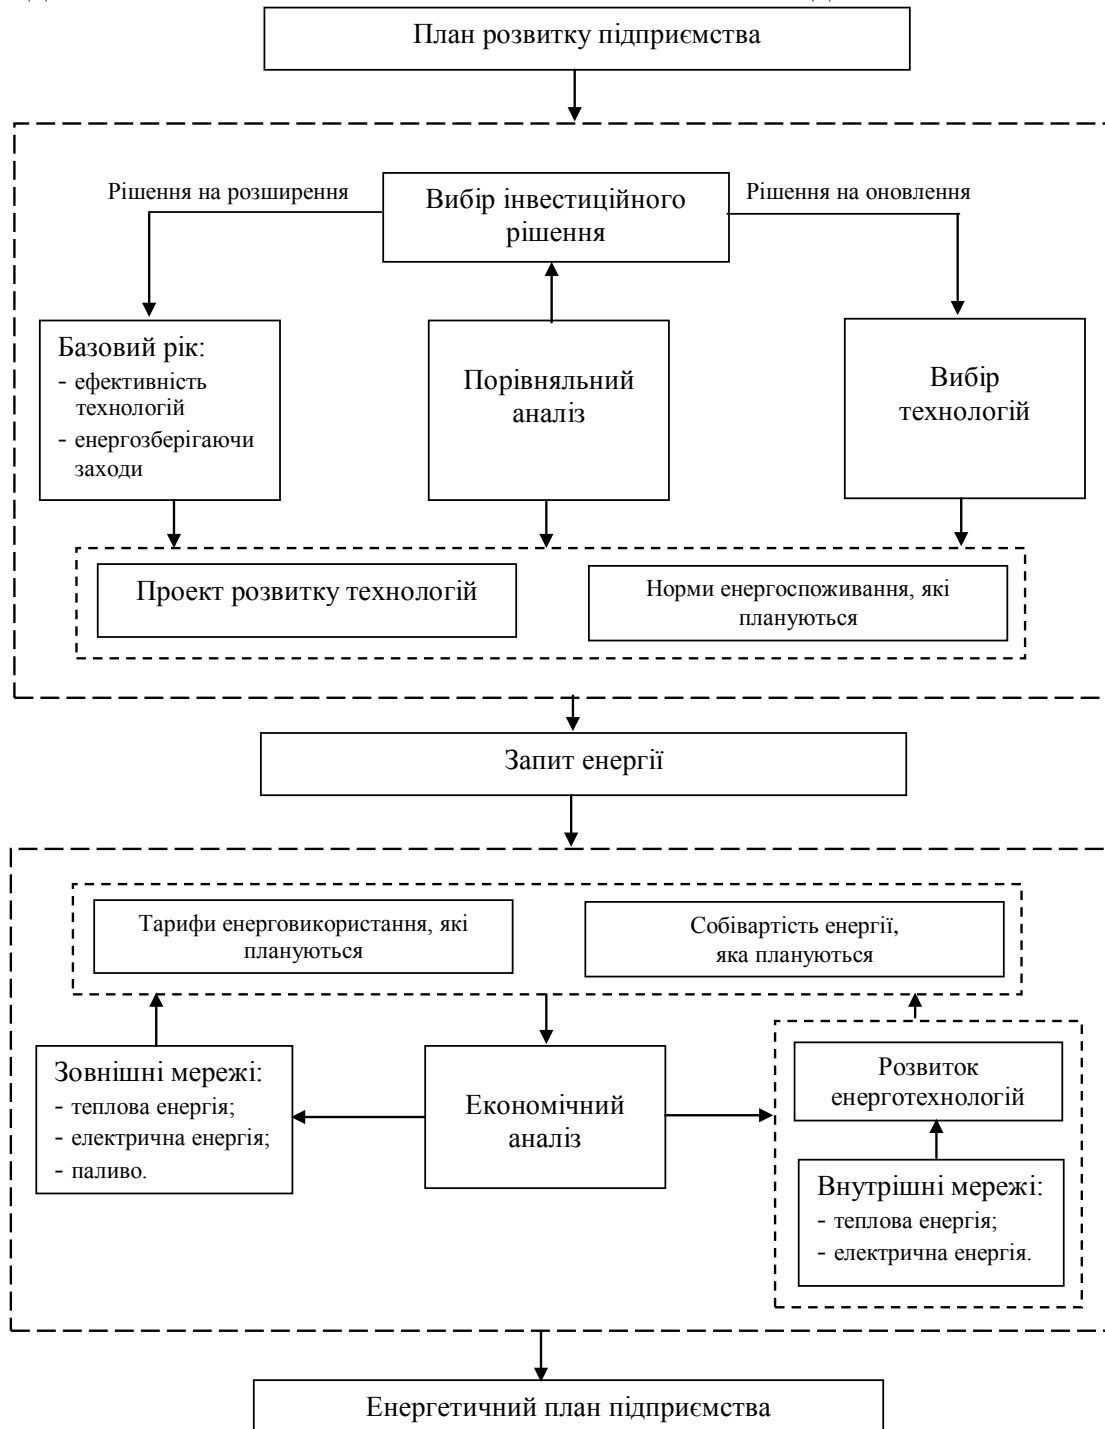 План розвитку підприємства
Рішення на розширення
Вибір інвестиційного
рішення
Рішення на оновлення
Базовий рік:
- ефективність
технологій
- енергозберігаючи
заходи
Порівняльний
аналіз
Вибір
технологій
Проект розвитку технологій
Норми енергоспоживання, які
плануються
Запит енергії
Тарифи енерговикористання, які
плануються
Собівартість енергії,
яка плануються
Зовнішні мережі:
- теплова енергія;
- електрична енергія;
- паливо.
Економічний
аналіз
Розвиток
енерготехнологій
Внутрішні мережі:
- теплова енергія;
- електрична енергія.
Енергетичний план підприємства